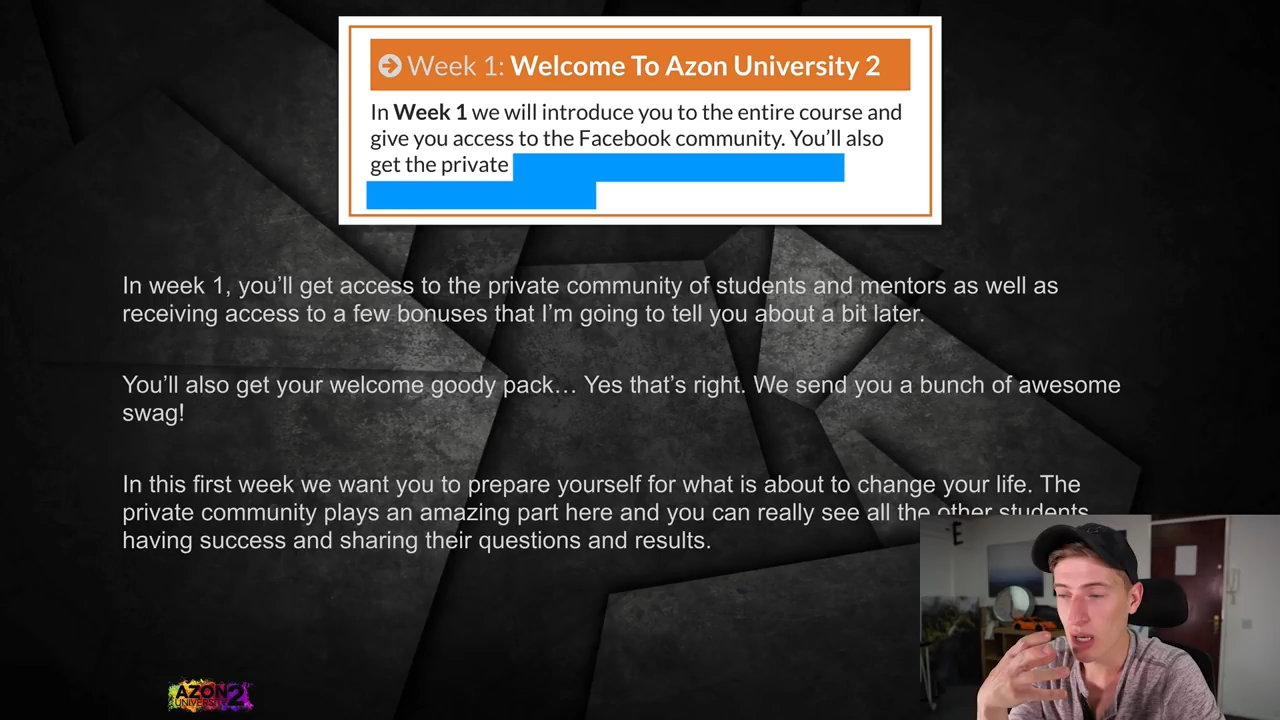 Week 1: Welcome To Azon University 2
In Week 1 we will introduce you to the entire course and
give you access to the Facebook community. You'll also
get the private
In week 1, you'll get access to the private community of students and mentors as well as
receiving access to a few bonuses that I'm going to tell you about a bit later.
You'll also get your welcome goody pack… Yes that's right. We send you a bunch of awesome
swag!
In this first week we want you to prepare yourself for what is about to change your life. The
private community plays an amazing part here and you can really see all the other students
having success and sharing their questions and results.
E
AZON 2
UNIVERSITY